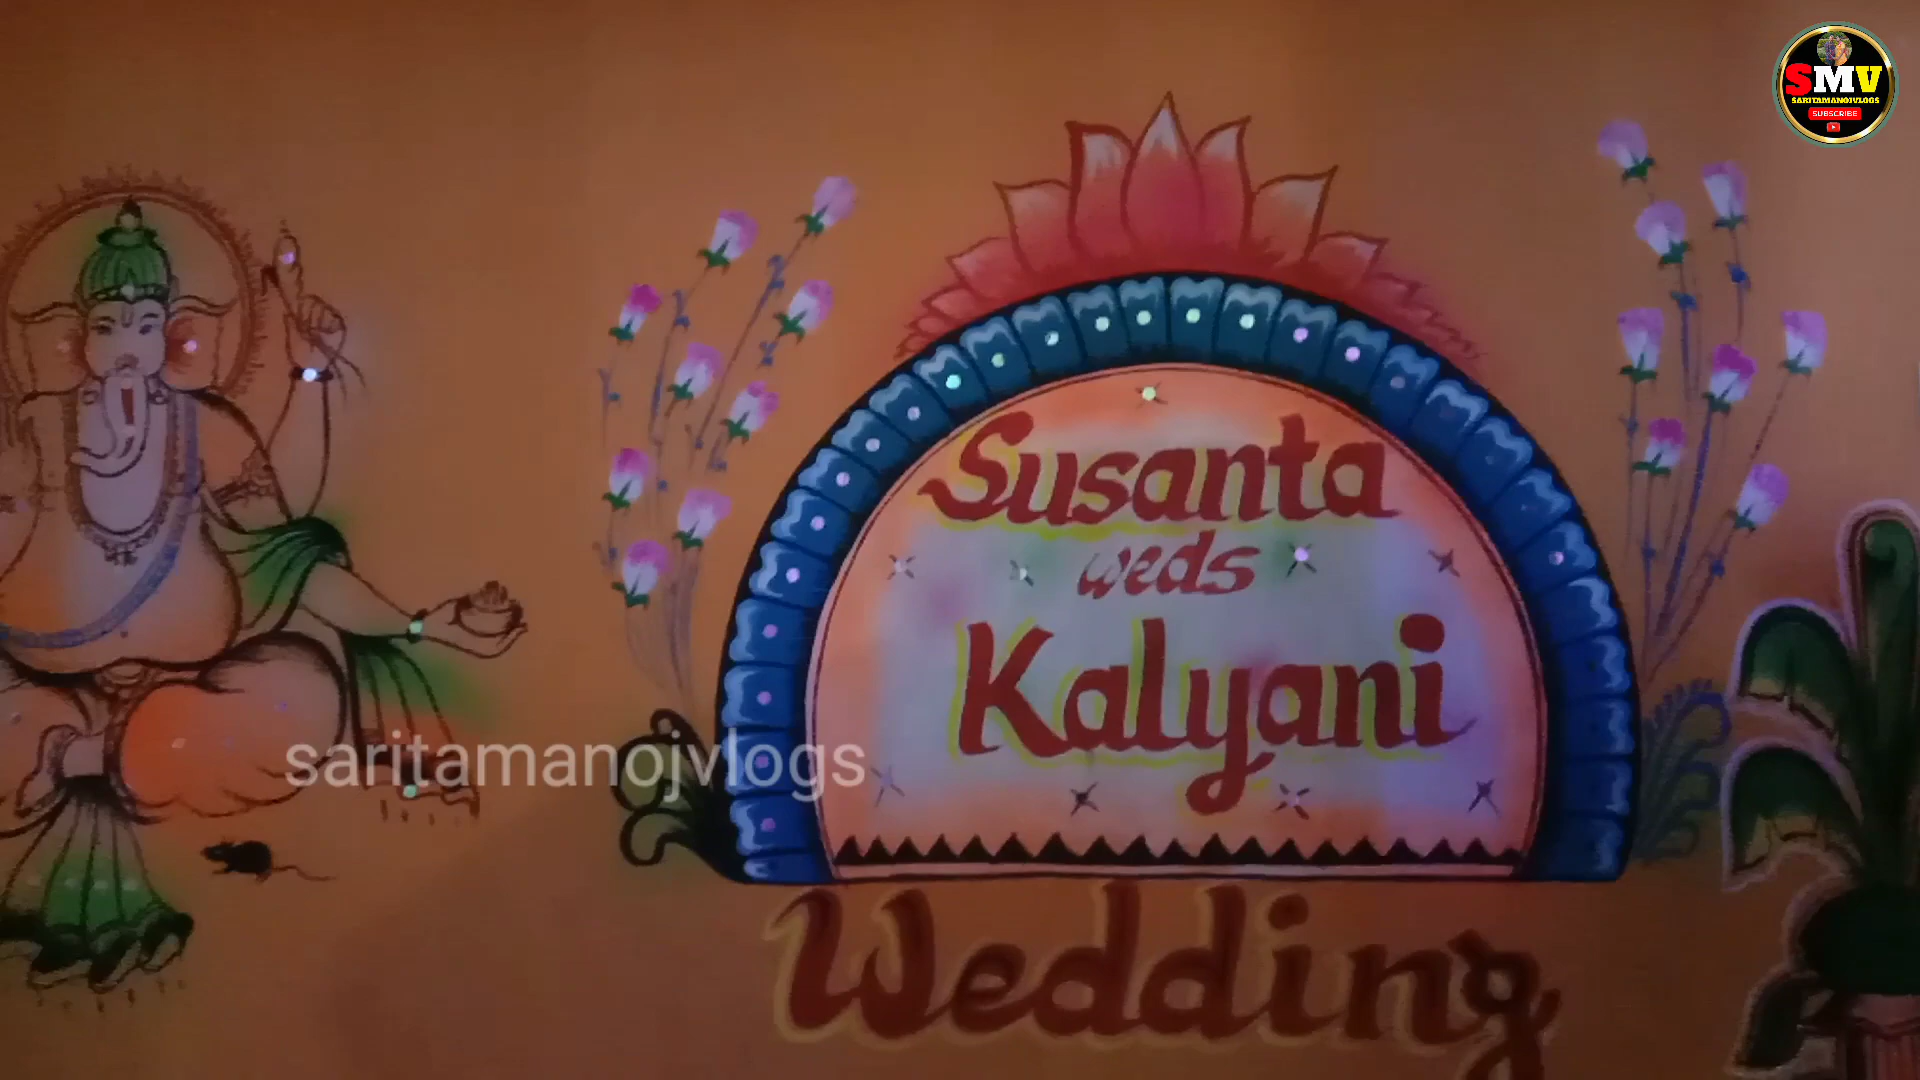 SMV
SARITAMANOJVLOGS
SUBSCRIBE
Susanta
weds
Kalyani
saritamanojvlogs
Wedding